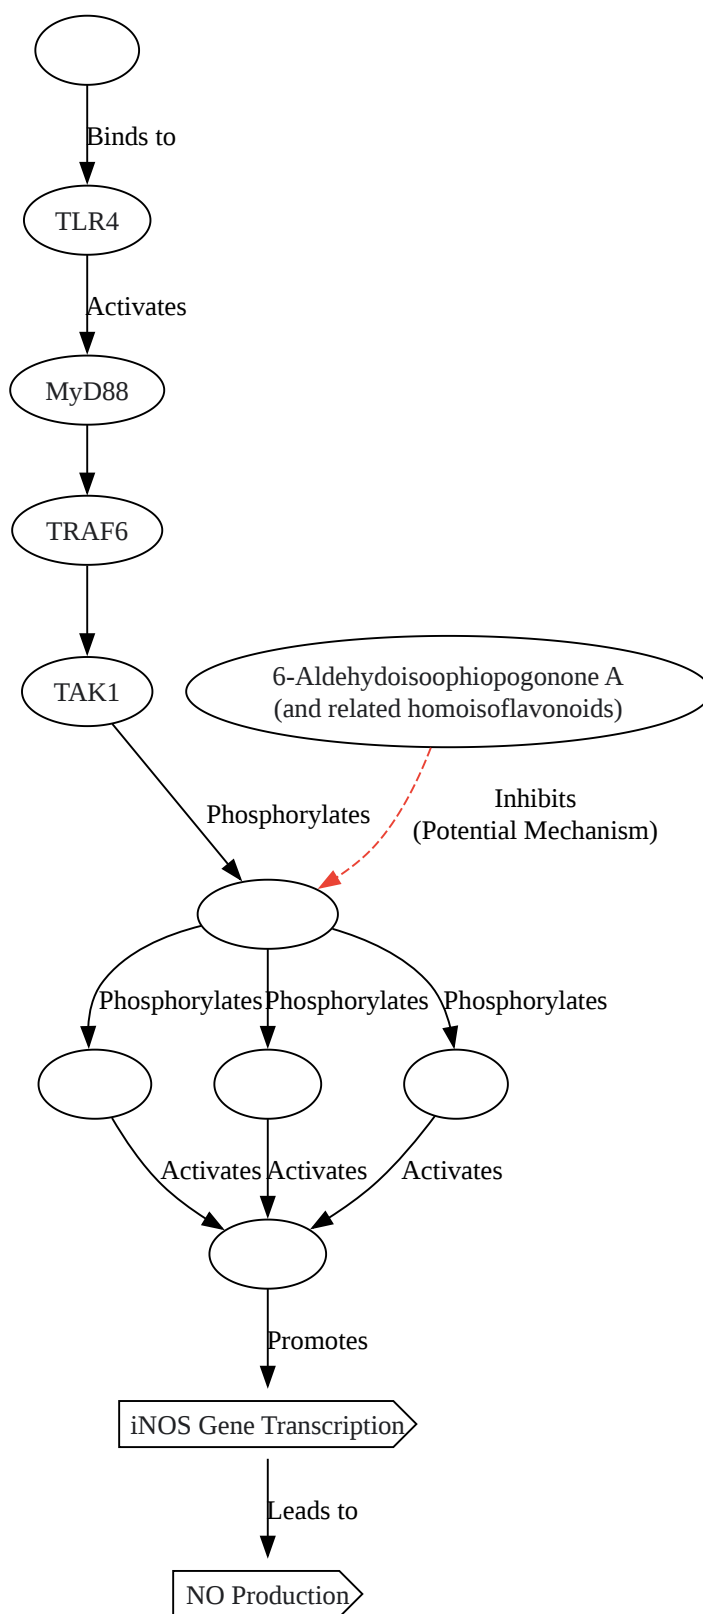 Binds to
TLR4
Activates
MyD88
TRAF6
TAK1
6-Aldehydoisoophiopogonone A
(and related homoisoflavonoids)
Phosphorylates
Inhibits
(Potential Mechanism)
Phosphorylates
Phosphorylates
Phosphorylates
Activates
Activates
Activates
Promotes
iNOS Gene Transcription
Leads to
NO Production